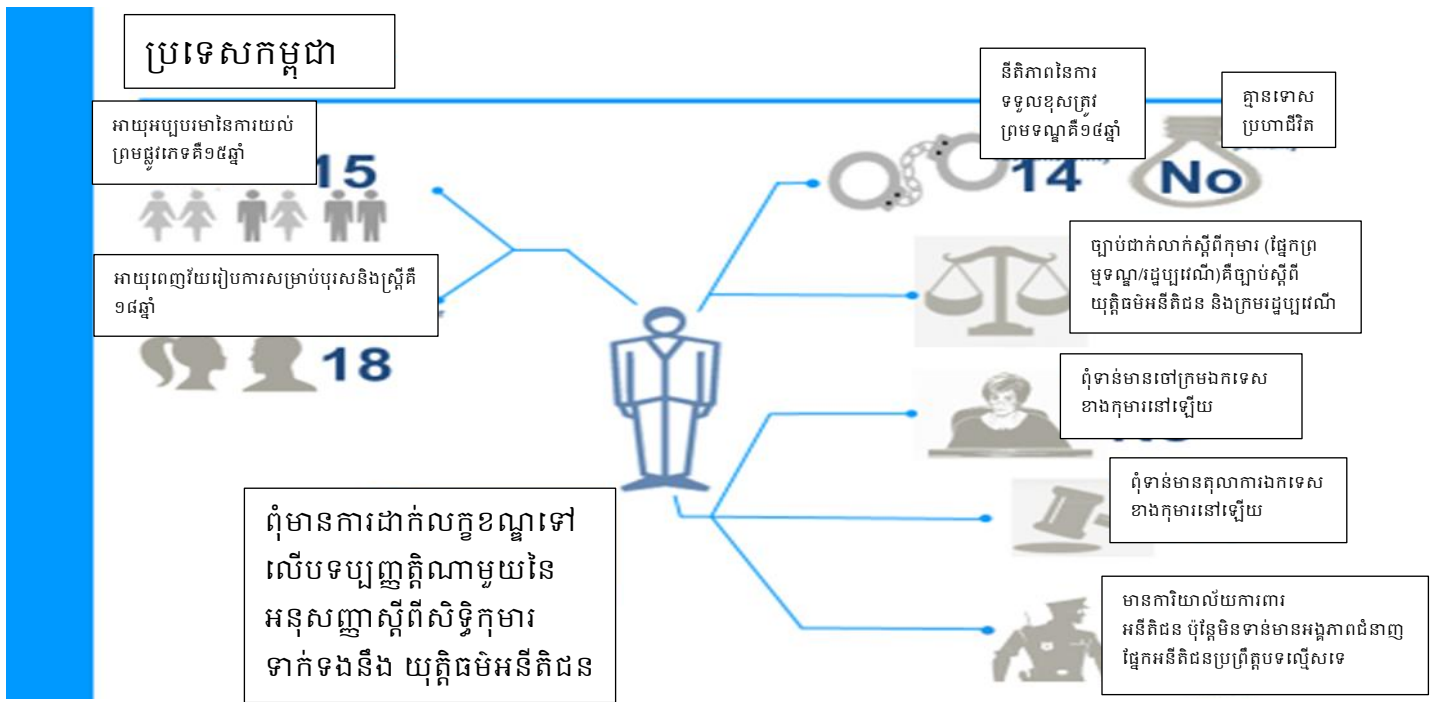 ប្រទេសកម្ពុជា
អាយុអប្បបរមានៃការយល់
ព្រមផ្លូវភេទគឺ១៥ឆ្នាំ
15
អាយុពេញវ័យរៀបការសម្រាប់បុរសនិងស្ត្រីគឺ
១៨ឆ្នាំ
18
ពុំមានការដាក់លក្ខខណ្ឌទៅ
លើបទប្បញ្ញត្តិណាមួយនៃ
អនុសញ្ញាស្តីពីសិទ្ធិកុមារ
ទាក់ទងនឹង យុត្តិធម៌អនីតិជន
នីតិភាពនៃការ
ទទួលខុសត្រូវ
ព្រមទណ្ឌគឺ១៤ឆ្នាំ
14
គ្មានទោស
ប្រហារជីវិត
No
ច្បាប់ជាក់លាក់ស្តីពីកុមារ (ផ្នែកព្រ
ហ្មទណ្ឌ/រដ្ឋប្បវេណី)គឺច្បាប់ស្តីពី
យុត្តិធម៌អនីតិជន និងក្រមរដ្ឋប្បវេណី
ពុំទាន់មានចៅក្រមឯកទេស
ខាងកុមារនៅឡើយ
ពុំទាន់មានតុលាការឯកទេស
ខាងកុមារនៅឡើយ
មានការិយាល័យការពារ
អនីតិជន ប៉ុន្តែមិនទាន់មានអង្គភាពជំនាញ
ផ្នែកអនីតិជនប្រព្រឹត្តបទល្មើសទេ